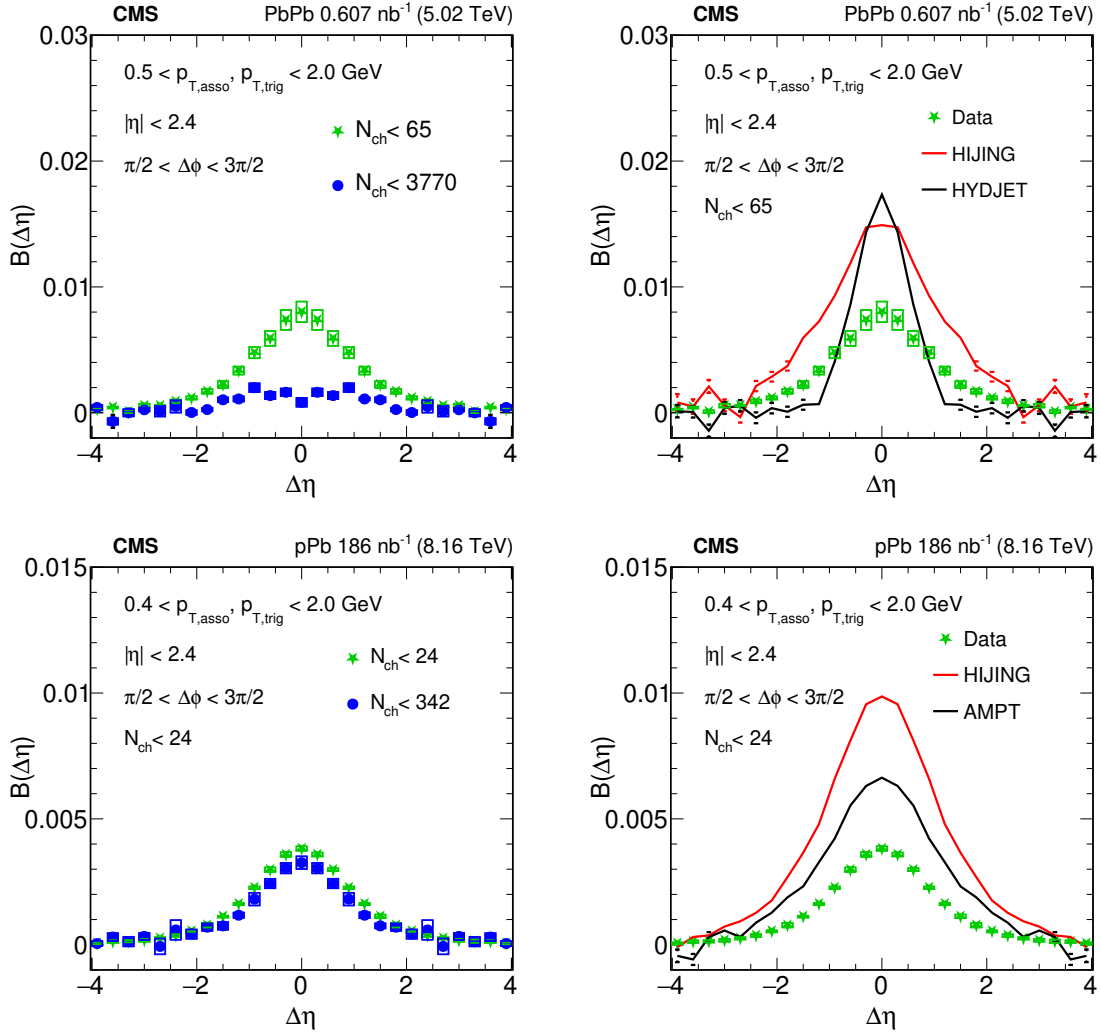 CMS PbPb 0.607 nb⁻¹ (5.02 TeV)
0.03
0.02
0.01
0
B(Δη)
0.5 < p_T,asso, p_T,trig < 2.0 GeV
|η| < 2.4
π/2 < Δϕ < 3π/2
N_ch < 65
N_ch < 3770
−4 −2 0 2 4
Δη
CMS PbPb 0.607 nb⁻¹ (5.02 TeV)
0.03
0.02
0.01
0
B(Δη)
0.5 < p_T,asso, p_T,trig < 2.0 GeV
|η| < 2.4
π/2 < Δϕ < 3π/2
N_ch < 65
Data
HIJING
HYDJET
−4 −2 0 2 4
Δη
CMS pPb 186 nb⁻¹ (8.16 TeV)
0.015
0.01
0.005
0
B(Δη)
0.4 < p_T,asso, p_T,trig < 2.0 GeV
|η| < 2.4
π/2 < Δϕ < 3π/2
N_ch < 24
N_ch < 24
N_ch < 342
−4 −2 0 2 4
Δη
CMS pPb 186 nb⁻¹ (8.16 TeV)
0.015
0.01
0.005
0
B(Δη)
0.4 < p_T,asso, p_T,trig < 2.0 GeV
|η| < 2.4
π/2 < Δϕ < 3π/2
N_ch < 24
Data
HIJING
AMPT
−4 −2 0 2 4
Δη